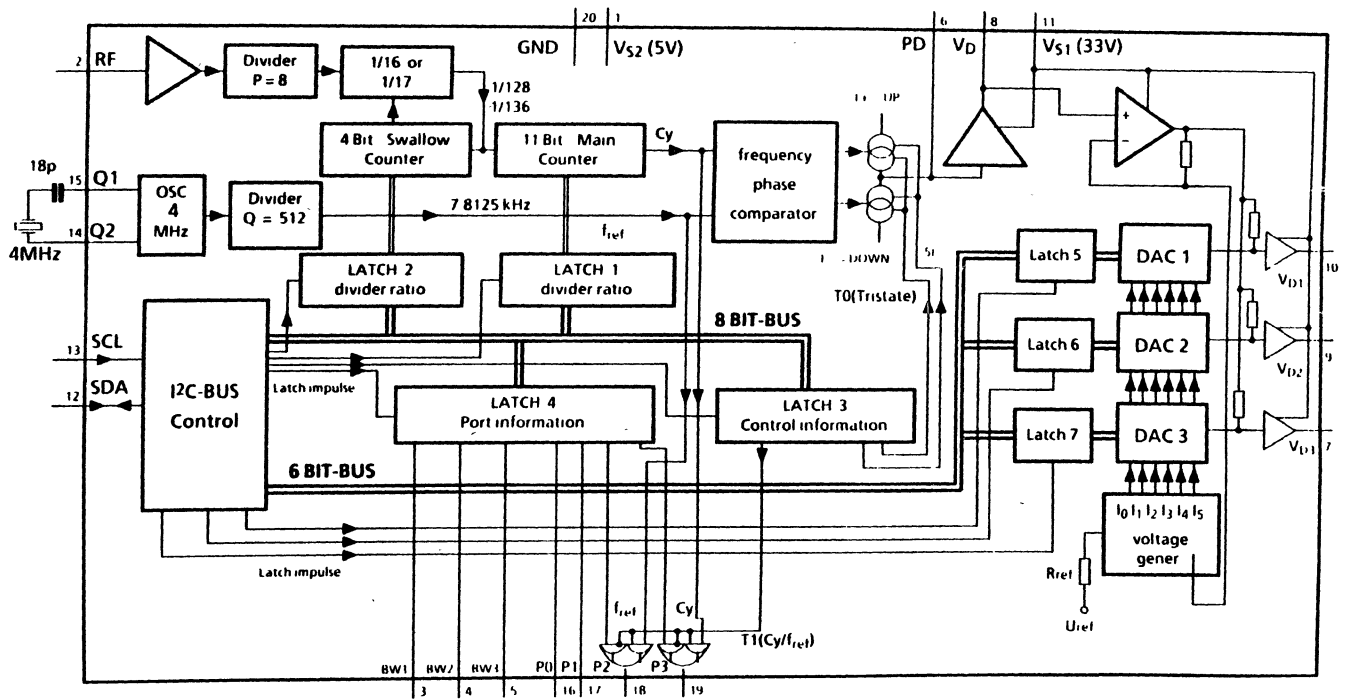 20 1 6 8 11
GND VS2 (5V) PD VD VS1 (33V)
2 RF
Divider
P = 8
1/16 or
1/17
1/128
1/136
4 Bit Swallow
Counter
11 Bit Main
Counter
Cy
frequency
phase
comparator
UP
DOWN
18p
15 Q1
14 Q2
4MHz
OSC
4
MHz
Divider
Q = 512
7 8125 kHz
fref
LATCH 2
divider ratio
LATCH 1
divider ratio
T0(Tristate)
Latch 5
DAC 1
10
VD1
8 BIT-BUS
13 SCL
12 SDA
I²C-BUS
Control
Latch impulse
Latch 6
DAC 2
9
VD2
LATCH 4
Port information
LATCH 3
Control information
Latch 7
DAC 3
VD3 7
6 BIT-BUS
I0 I1 I2 I3 I4 I5
voltage
gener
Latch impulse
Rref
Uref
fref Cy
T1(Cy/fref)
BW1 BW2 BW3 P0 P1 P2 P3
3 4 5 16 17 18 19
+
−